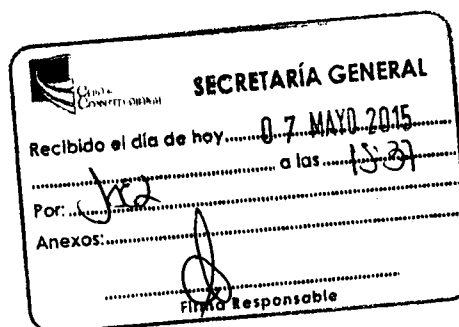 CORTE
CONSTITUCIONAL
SECRETARÍA GENERAL
Recibido el día de hoy.....07 MAYO 2015
a las 15:37
Por:
Anexos:
Firma Responsable